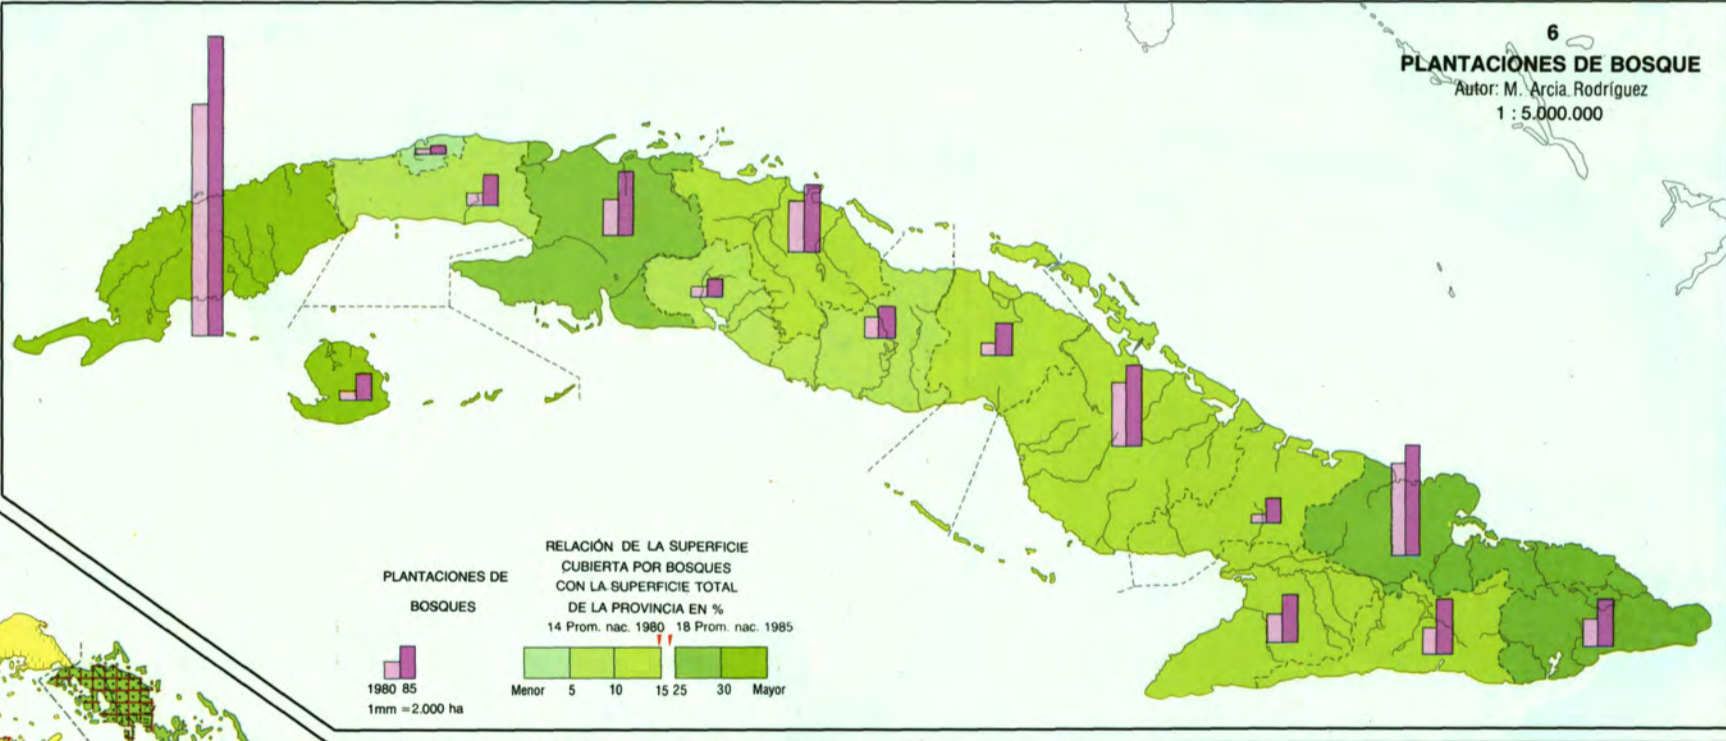 6
PLANTACIONES DE BOSQUE
Autor: M. Arcia Rodríguez
1 : 5.000.000
PLANTACIONES DE
BOSQUES
1980 85
1mm = 2.000 ha
RELACIÓN DE LA SUPERFICIE
CUBIERTA POR BOSQUES
CON LA SUPERFICIE TOTAL
DE LA PROVINCIA EN %
14 Prom. nac. 1980 18 Prom. nac. 1985
Menor 5 10 15 25 30 Mayor